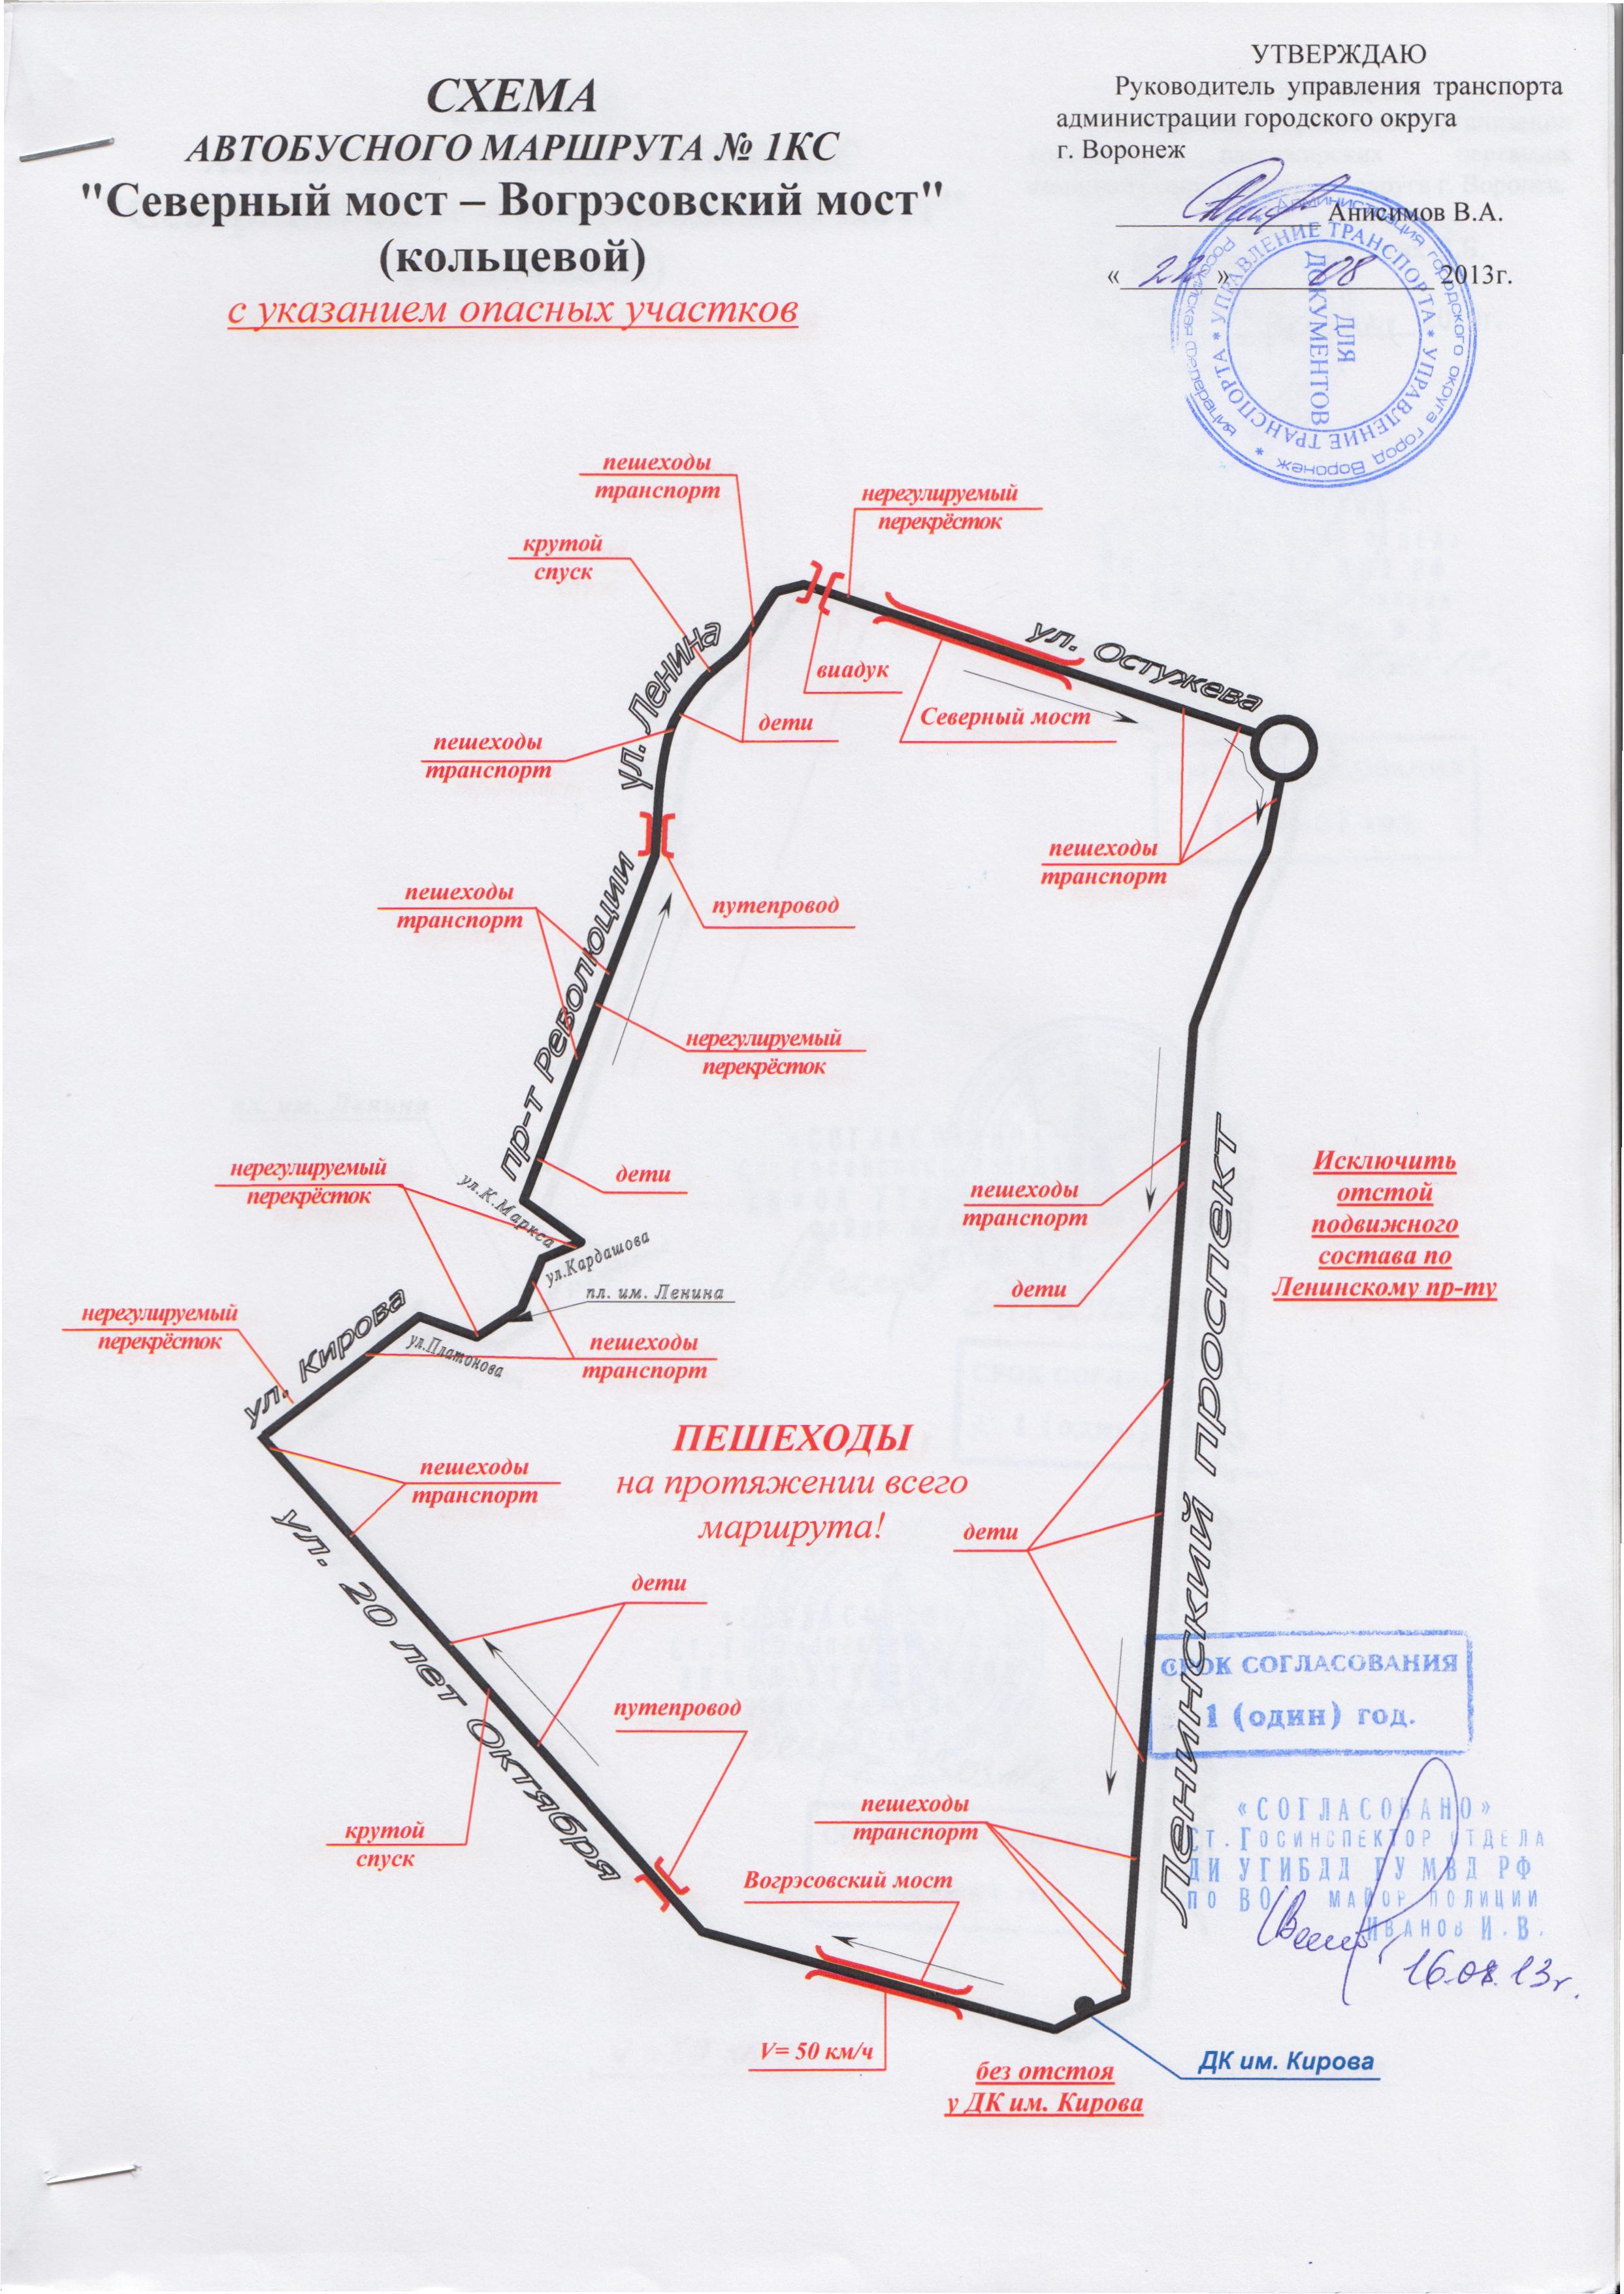 СХЕМА
АВТОБУСНОГО МАРШРУТА № 1КС
"Северный мост – Вогрэсовский мост"
(кольцевой)
с указанием опасных участков
УТВЕРЖДАЮ
Руководитель управления транспорта
администрации городского округа
г. Воронеж
Анисимов В.А.
«22» 08 2013г.
Российская Федерация * Администрация городского округа город Воронеж *
УПРАВЛЕНИЕ ТРАНСПОРТА * УПРАВЛЕНИЕ ТРАНСПОРТА *
ДЛЯ
ДОКУМЕНТОВ
пешеходы
транспорт
нерегулируемый
перекрёсток
крутой
спуск
ул. Ленина
виадук
ул. Остужева
Северный мост
дети
пешеходы
транспорт
пешеходы
транспорт
пешеходы
транспорт
путепровод
пр-т Революции
нерегулируемый
перекрёсток
дети
нерегулируемый
перекрёсток
ул.К.Маркса
ул.Кардашова
пл. им. Ленина
пешеходы
транспорт
дети
Исключить
отстой
подвижного
состава по
Ленинскому пр-ту
нерегулируемый
перекрёсток
ул. Кирова
ул.Платонова
пешеходы
транспорт
Ленинский проспект
ПЕШЕХОДЫ
на протяжении всего
маршрута!
пешеходы
транспорт
дети
ул. 20 лет Октября
дети
путепровод
крутой
спуск
СРОК СОГЛАСОВАНИЯ
1 (один) год.
пешеходы
транспорт
Вогрэсовский мост
«СОГЛАСОВАНО»
Ст.Госинспектор отдела
ДИ УГИБДД ГУ МВД РФ
по ВО майор полиции
Иванов И.В.
16.08.13г.
V= 50 км/ч
без отстоя
у ДК им. Кирова
ДК им. Кирова